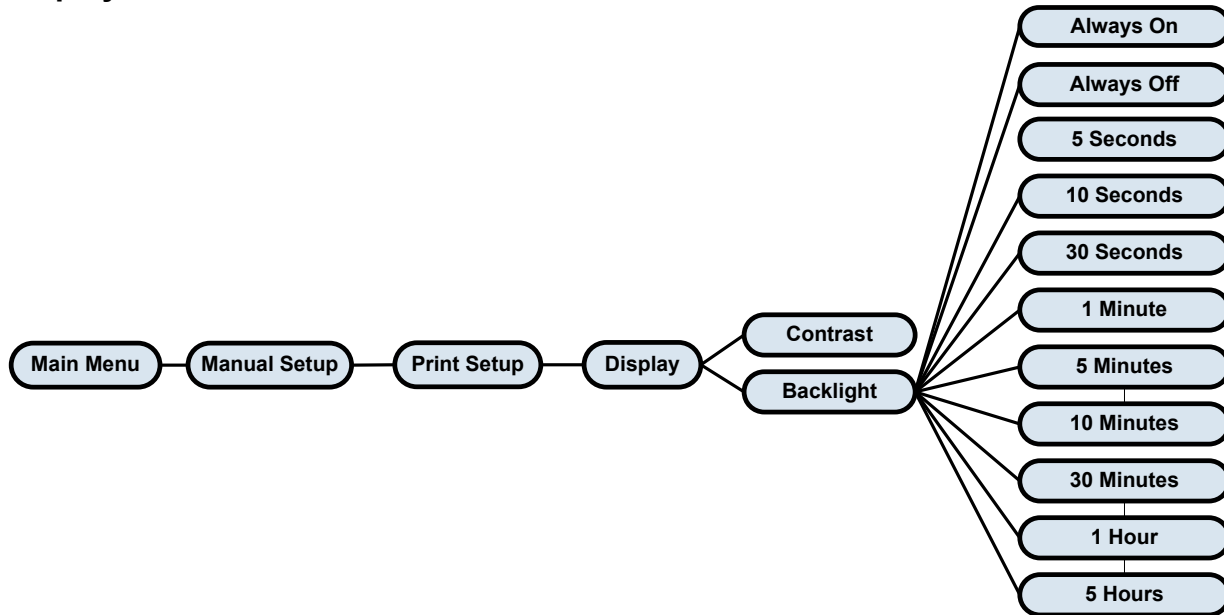 Main Menu
Manual Setup
Print Setup
Display
Contrast
Backlight
Always On
Always Off
5 Seconds
10 Seconds
30 Seconds
1 Minute
5 Minutes
10 Minutes
30 Minutes
1 Hour
5 Hours